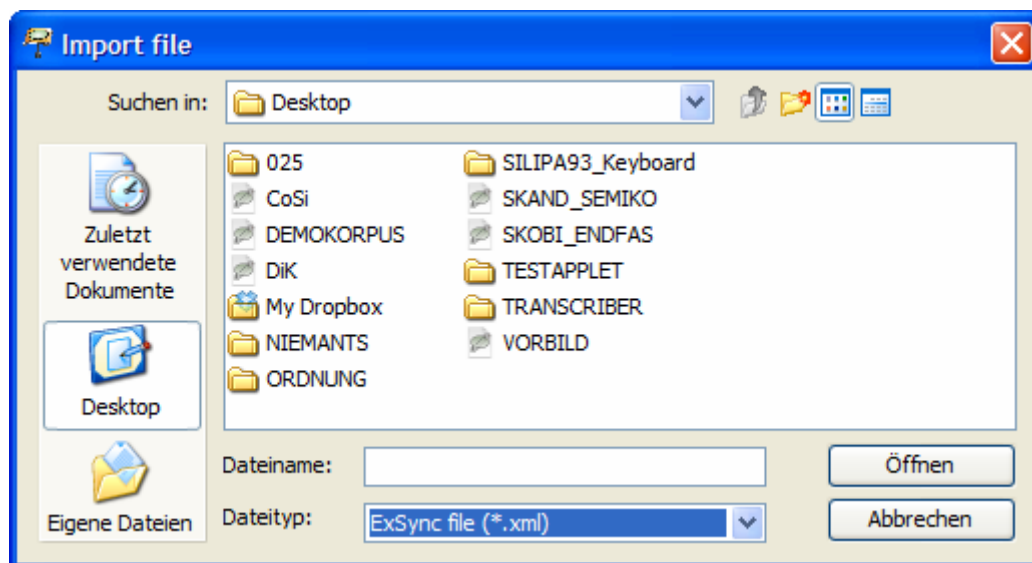 Import file
Suchen in:
Desktop
Zuletzt
verwendete
Dokumente
Desktop
Eigene Dateien
025
CoSi
DEMOKORPUS
DiK
My Dropbox
NIEMANTS
ORDNUNG
SILIPA93_Keyboard
SKAND_SEMIKO
SKOBI_ENDFAS
TESTAPPLET
TRANSCRIBER
VORBILD
Dateiname:
Öffnen
Dateityp:
ExSync file (*.xml)
Abbrechen